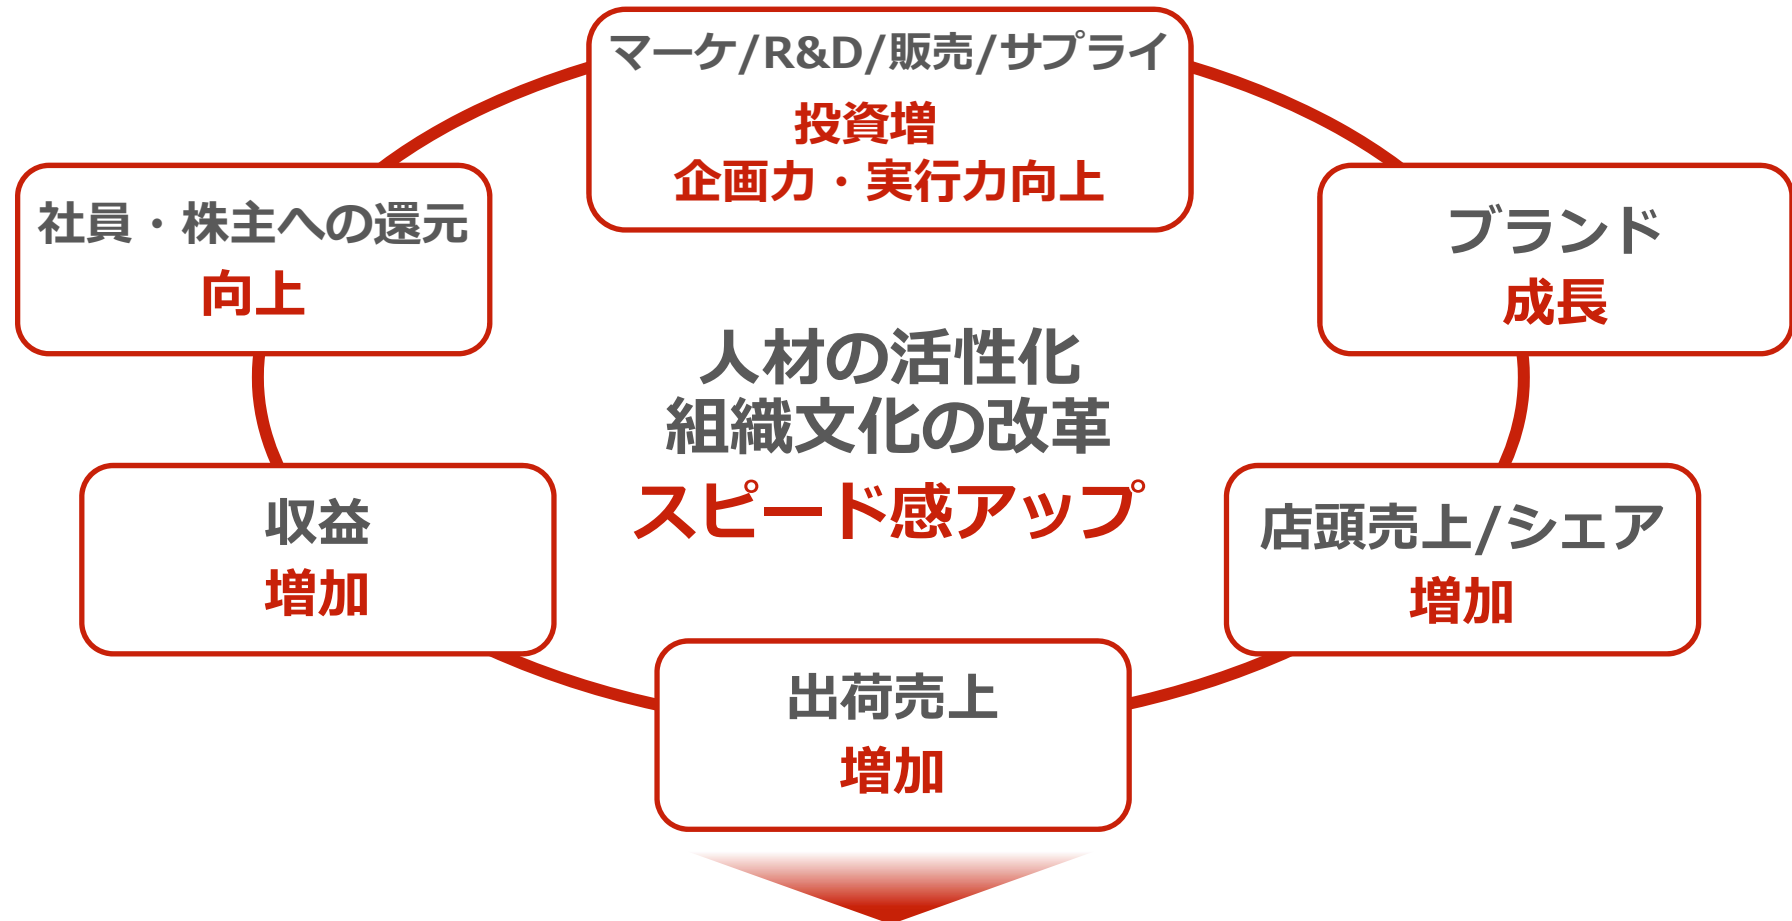 マーケ/R&D/販売/サプライ
投資増
企画力・実行力向上
社員・株主への還元
向上
ブランド
成長
人材の活性化
組織文化の改革
スピード感アップ
収益
増加
店頭売上/シェア
増加
出荷売上
増加